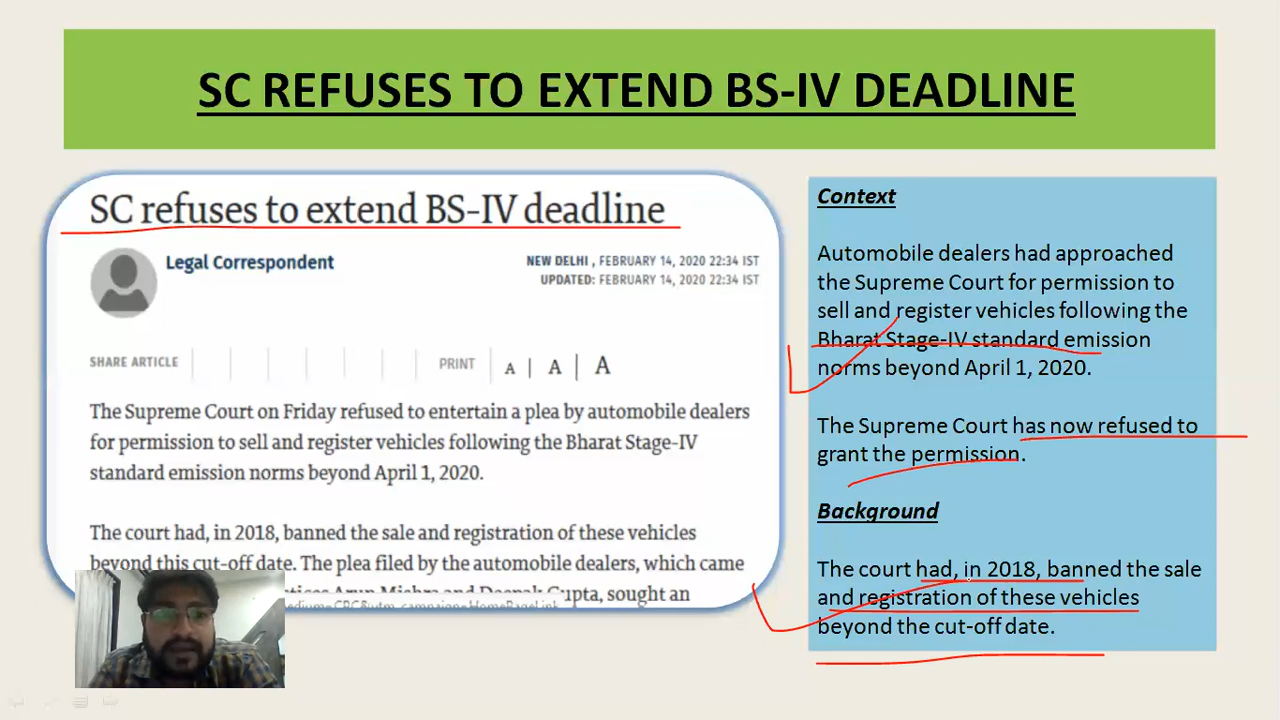 SC REFUSES TO EXTEND BS-IV DEADLINE
SC refuses to extend BS-IV deadline
Legal Correspondent
NEW DELHI , FEBRUARY 14, 2020 22:34 IST
UPDATED: FEBRUARY 14, 2020 22:34 IST
SHARE ARTICLE
PRINT
A | A | A
The Supreme Court on Friday refused to entertain a plea by automobile dealers
for permission to sell and register vehicles following the Bharat Stage-IV
standard emission norms beyond April 1, 2020.
The court had, in 2018, banned the sale and registration of these vehicles
beyond this cut-off date. The plea filed by the automobile dealers, which came
Arun Mishra and Deepak Gupta, sought an
Context
Automobile dealers had approached
the Supreme Court for permission to
sell and register vehicles following the
Bharat Stage-IV standard emission
norms beyond April 1, 2020.
The Supreme Court has now refused to
grant the permission.
Background
The court had, in 2018, banned the sale
and registration of these vehicles
beyond the cut-off date.